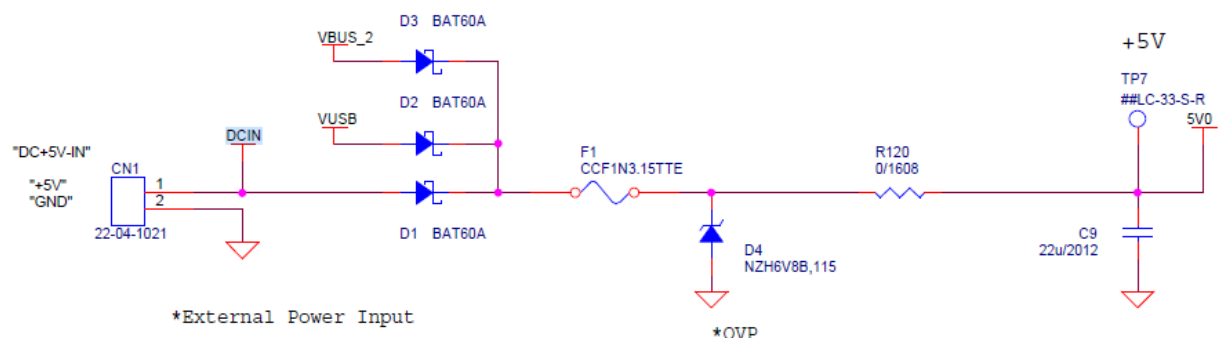 D3 BAT60A
VBUS_2
+5V
TP7
##LC-33-S-R
5V0
D2 BAT60A
VUSB
DCIN
"DC+5V-IN"
CN1
"+5V"
"GND"
1
2
22-04-1021
D1 BAT60A
F1
CCF1N3.15TTE
R120
0/1608
D4
NZH6V8B,115
C9
22u/2012
*External Power Input
*OVP